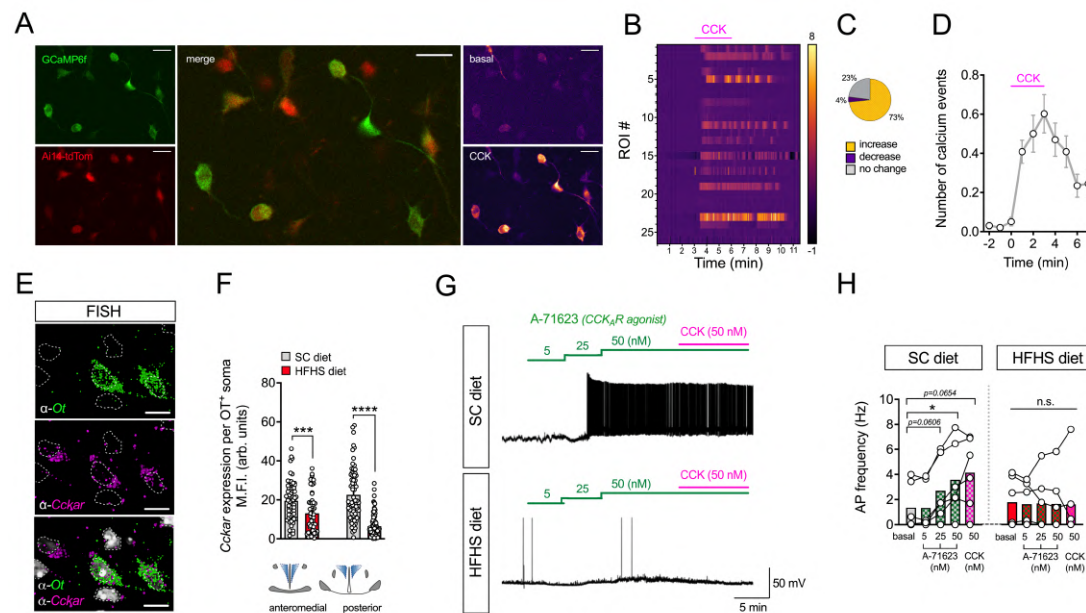 A
GCaMP6f
merge
basal
Ai14-tdTom
CCK
B
CCK
ROI #
5
10
15
20
25
1 2 3 4 5 6 7 8 9 10 11
Time (min)
8
-1
C
23%
4%
73%
increase
decrease
no change
D
CCK
Number of calcium events
0.8
0.6
0.4
0.2
0.0
-2 0 2 4 6
Time (min)
E
FISH
α-Ot
α-Cckar
α-Ot
α-Cckar
F
SC diet
HFHS diet
Cckar expression per OT⁺ soma
M.F.I. (arb. units)
80
60
40
20
0
***
****
anteromedial posterior
G
A-71623 (CCKAR agonist)
5 25 50 (nM)
CCK (50 nM)
SC diet
5 25 50 (nM)
CCK (50 nM)
HFHS diet
50 mV
5 min
H
SC diet
HFHS diet
AP frequency (Hz)
10
8
6
4
2
0
p=0.0654
*
p=0.0606
n.s.
basal 5 25 50 50
A-71623 (nM)
CCK (nM)
basal 5 25 50 50
A-71623 (nM)
CCK (nM)